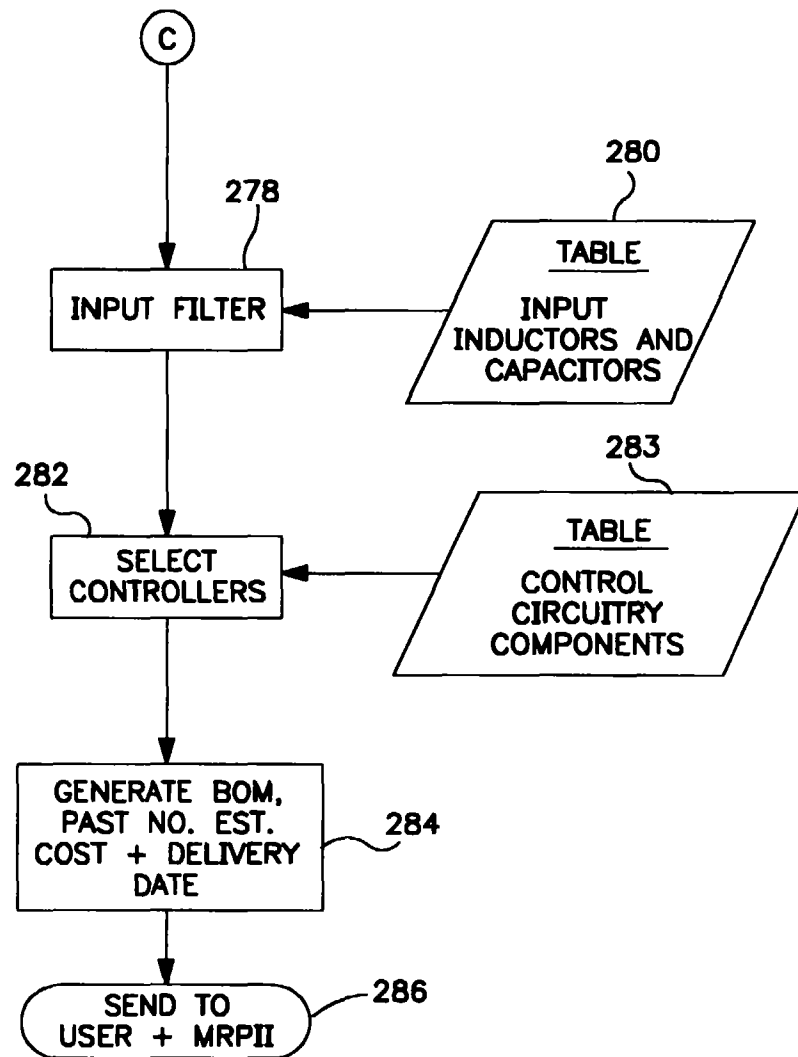 C
278
INPUT FILTER
280
TABLE
INPUT
INDUCTORS AND
CAPACITORS
282
SELECT
CONTROLLERS
283
TABLE
CONTROL
CIRCUITRY
COMPONENTS
GENERATE BOM,
PAST NO. EST.
COST + DELIVERY
DATE
284
SEND TO
USER + MRPII
286